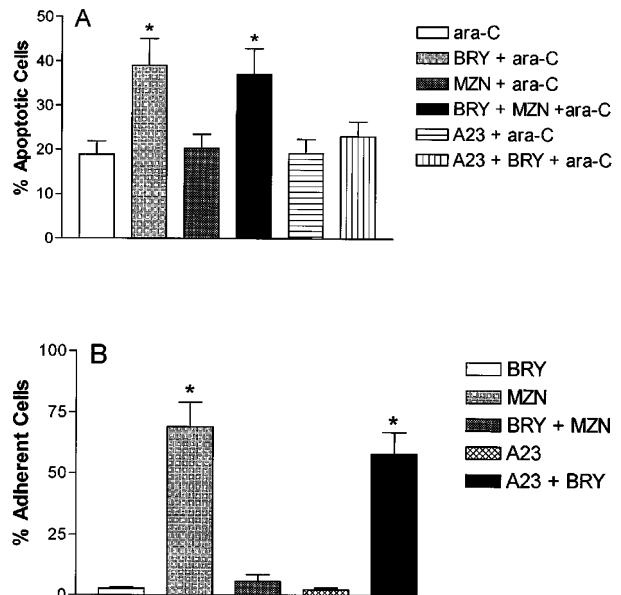 A
50
40
30
20
10
0
% Apoptotic Cells
*
*
ara-C
BRY + ara-C
MZN + ara-C
BRY + MZN +ara-C
A23 + ara-C
A23 + BRY + ara-C
B
100
75
50
25
0
% Adherent Cells
*
*
BRY
MZN
BRY + MZN
A23
A23 + BRY